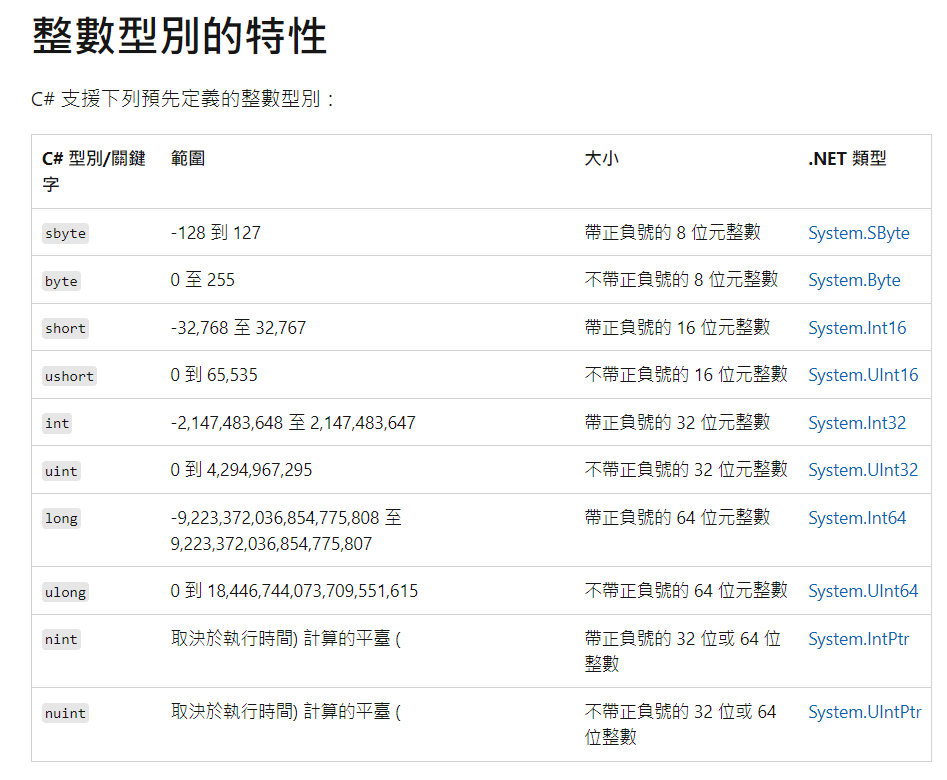 整數型別的特性
C# 支援下列預先定義的整數型別：
C# 型別/關鍵字 範圍 大小 .NET 類型
sbyte -128 到 127 帶正負號的 8 位元整數 System.SByte
byte 0 至 255 不帶正負號的 8 位元整數 System.Byte
short -32,768 至 32,767 帶正負號的 16 位元整數 System.Int16
ushort 0 到 65,535 不帶正負號的 16 位元整數 System.UInt16
int -2,147,483,648 至 2,147,483,647 帶正負號的 32 位元整數 System.Int32
uint 0 到 4,294,967,295 不帶正負號的 32 位元整數 System.UInt32
long -9,223,372,036,854,775,808 至 9,223,372,036,854,775,807 帶正負號的 64 位元整數 System.Int64
ulong 0 到 18,446,744,073,709,551,615 不帶正負號的 64 位元整數 System.UInt64
nint 取決於執行時間) 計算的平臺 ( 帶正負號的 32 位或 64 位整數 System.IntPtr
nuint 取決於執行時間) 計算的平臺 ( 不帶正負號的 32 位或 64 位整數 System.UIntPtr